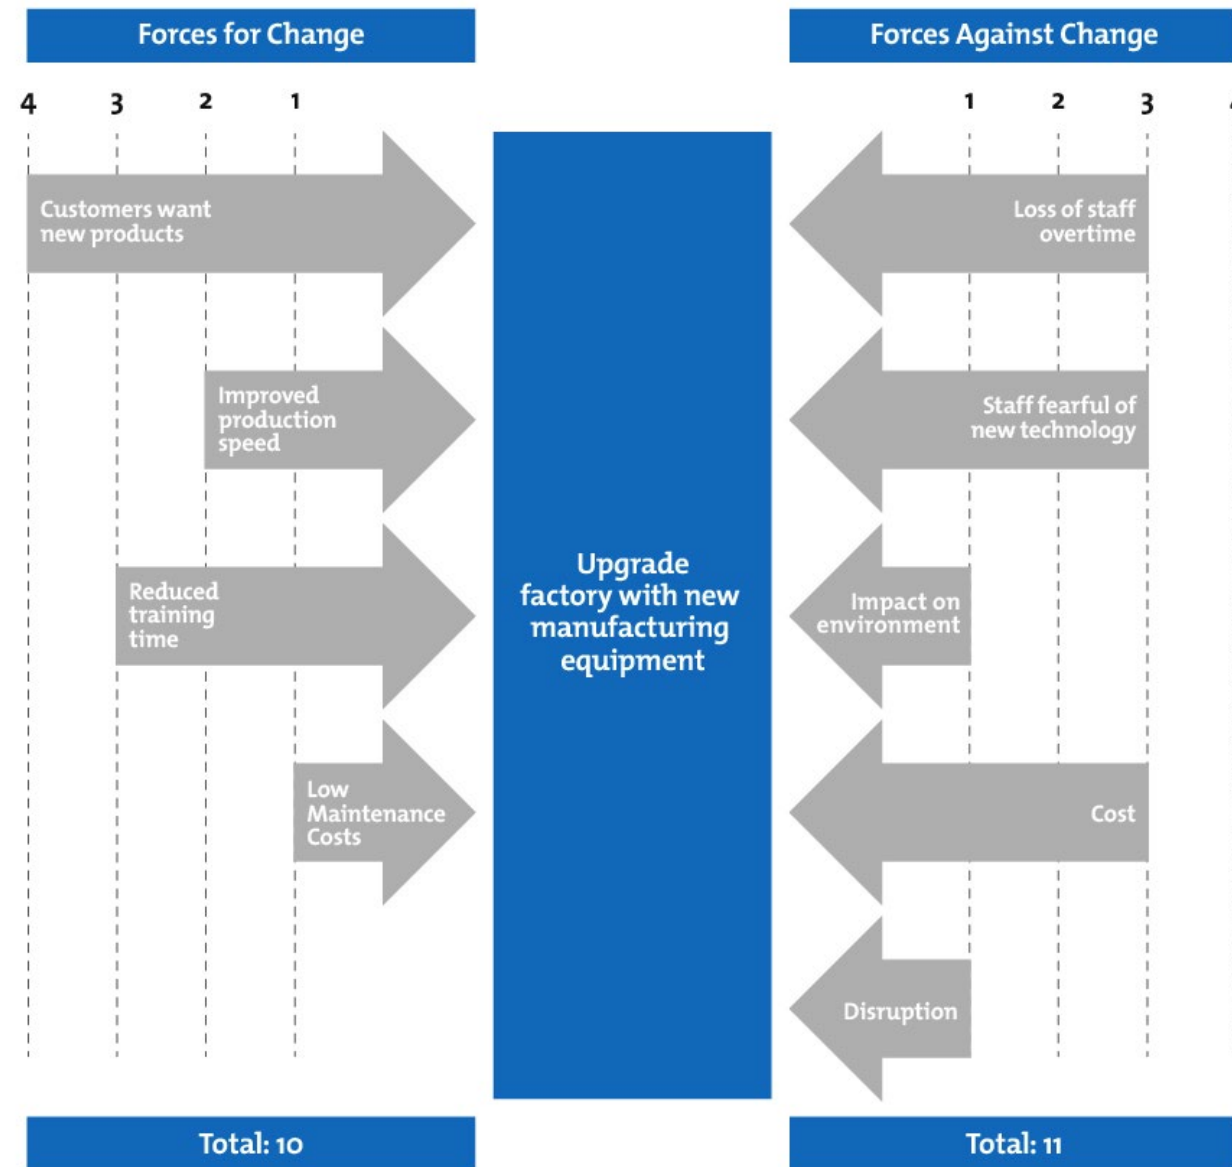 Forces for Change
Forces Against Change
4 3 2 1
1 2 3
Customers want
new products
Loss of staff
overtime
Improved
production
speed
Staff fearful of
new technology
Reduced
training
time
Upgrade
factory with new
manufacturing
equipment
Impact on
environment
Low
Maintenance
Costs
Cost
Disruption
Total: 10
Total: 11